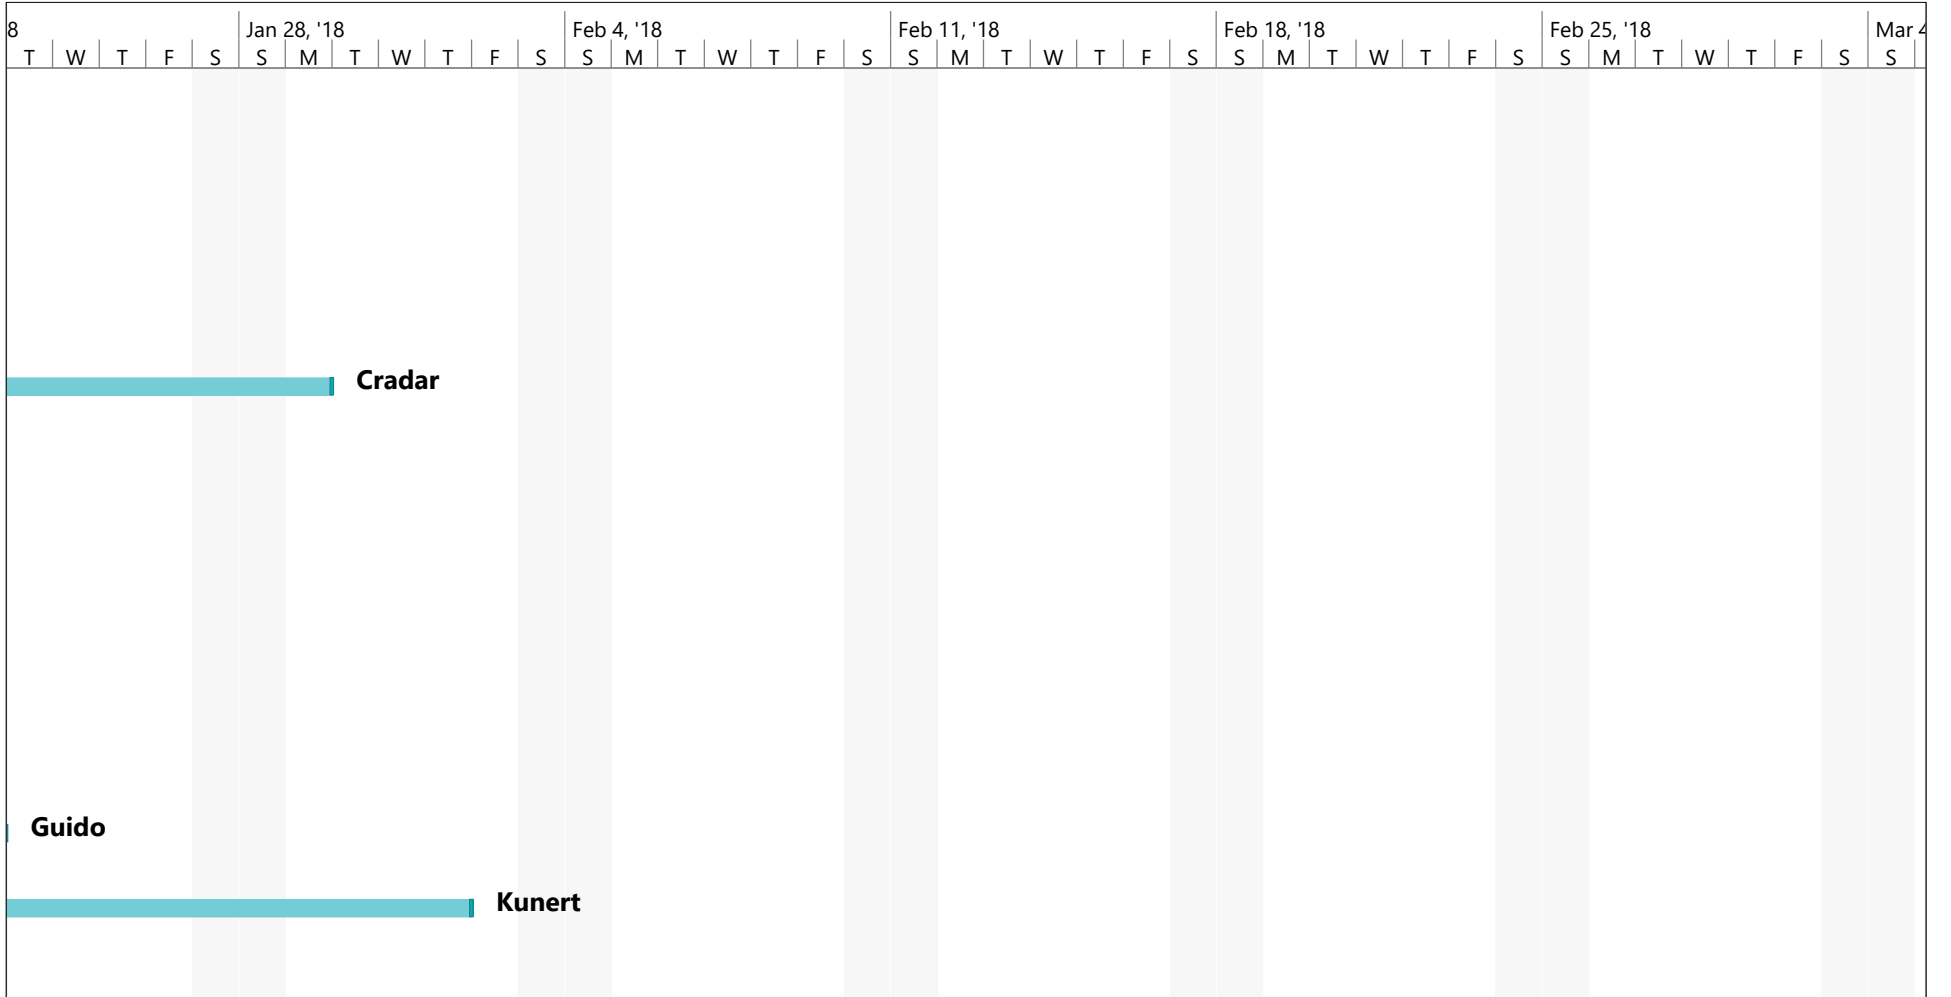 8 Jan 28, '18 Feb 4, '18 Feb 11, '18 Feb 18, '18 Feb 25, '18 Mar 4
T W T F S S M T W T F S S M T W T F S S M T W T F S S M T W T F S S M T W T F S S
Cradar
Guido
Kunert